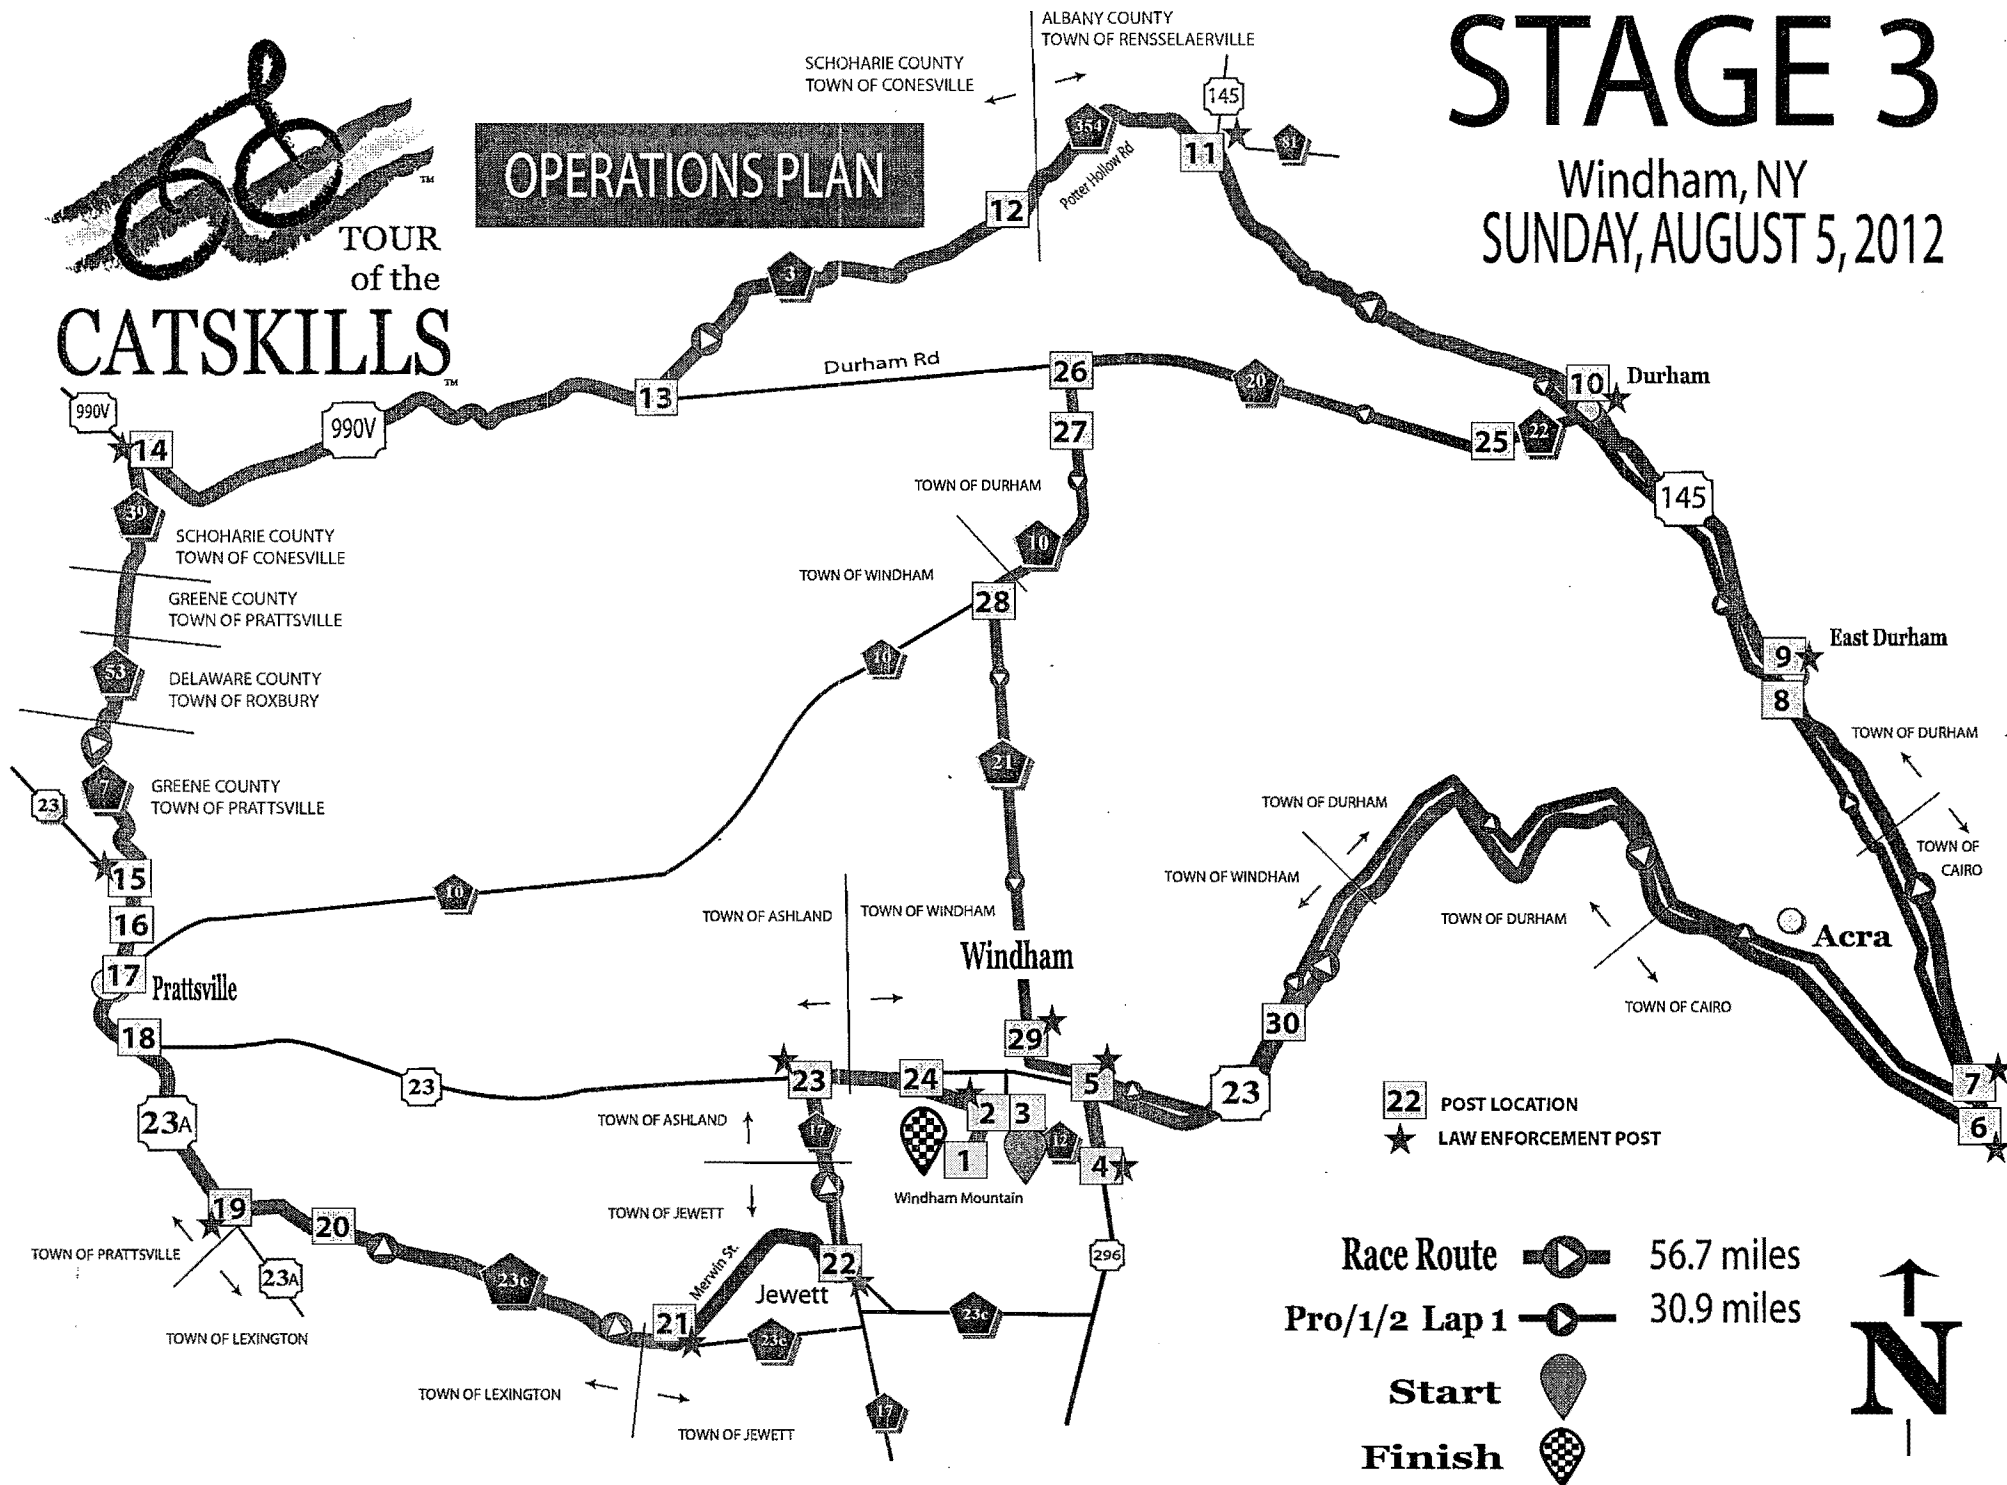 STAGE 3
Windham, NY
SUNDAY, AUGUST 5, 2012
OPERATIONS PLAN
TOUR
of the
CATSKILLS
TM
TM
ALBANY COUNTY
TOWN OF RENSSELAERVILLE
SCHOHARIE COUNTY
TOWN OF CONESVILLE
145
354
11
31
Potter Hollow Rd
12
3
Durham Rd
13
26
20
10
Durham
27
25
22
990V
990V
14
145
TOWN OF DURHAM
39
SCHOHARIE COUNTY
TOWN OF CONESVILLE
10
TOWN OF WINDHAM
28
GREENE COUNTY
TOWN OF PRATTSVILLE
10
9
East Durham
8
53
DELAWARE COUNTY
TOWN OF ROXBURY
TOWN OF DURHAM
21
7
GREENE COUNTY
TOWN OF PRATTSVILLE
23
TOWN OF DURHAM
TOWN OF
CAIRO
15
10
TOWN OF WINDHAM
16
TOWN OF ASHLAND
TOWN OF WINDHAM
TOWN OF DURHAM
Acra
Windham
17
Prattsville
TOWN OF CAIRO
18
29
30
23
23
24
5
23
7
2
3
6
23A
TOWN OF ASHLAND
17
1
12
4
22
POST LOCATION
LAW ENFORCEMENT POST
Windham Mountain
19
20
TOWN OF JEWETT
TOWN OF PRATTSVILLE
23A
23c
Merwin St.
22
296
Jewett
21
23c
23c
TOWN OF LEXINGTON
TOWN OF LEXINGTON
17
TOWN OF JEWETT
Race Route
56.7 miles
Pro/1/2 Lap 1
30.9 miles
Start
Finish
N